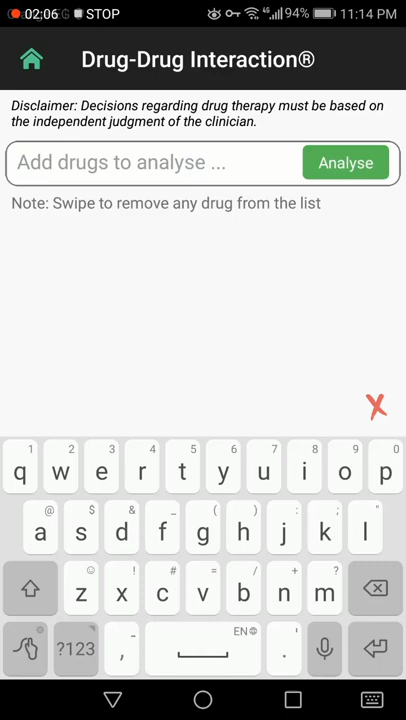 02:06 STOP 4G 94% 11:14 PM
Drug-Drug Interaction®
Disclaimer: Decisions regarding drug therapy must be based on
the independent judgment of the clinician.
Add drugs to analyse ... Analyse
Note: Swipe to remove any drug from the list
1 2 3 4 5 6 7 8 9 0
q w e r t y u i o p
@ $ & _ ( ) : ; "
a s d f g h j k l
! # = / + ?
z x c v b n m
?123 , - EN . '